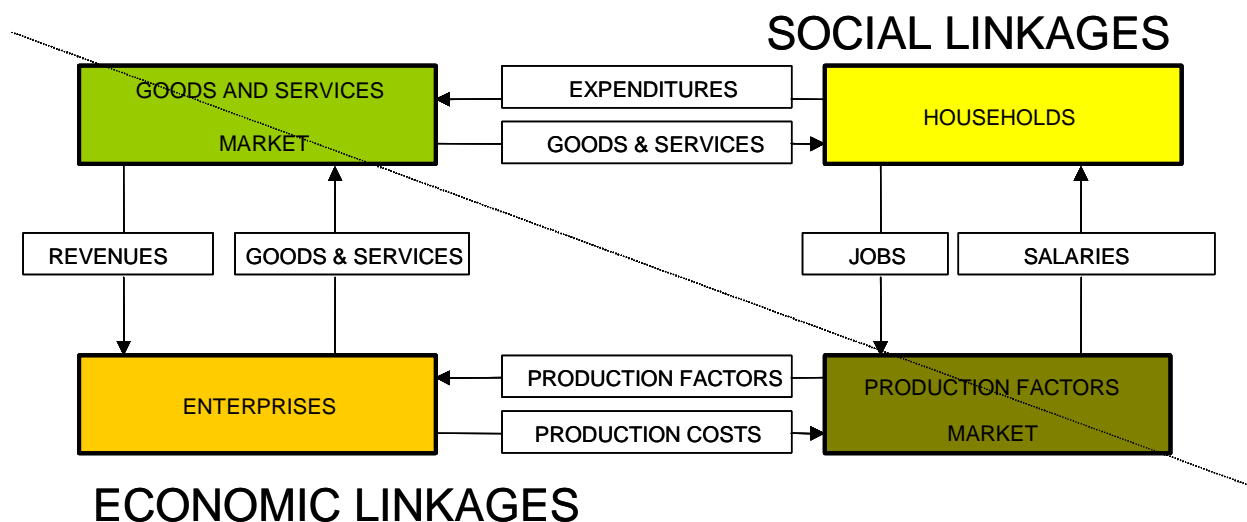 SOCIAL LINKAGES
GOODS AND SERVICES
MARKET
EXPENDITURES
GOODS & SERVICES
HOUSEHOLDS
REVENUES
GOODS & SERVICES
JOBS
SALARIES
ENTERPRISES
PRODUCTION FACTORS
PRODUCTION COSTS
PRODUCTION FACTORS
MARKET
ECONOMIC LINKAGES